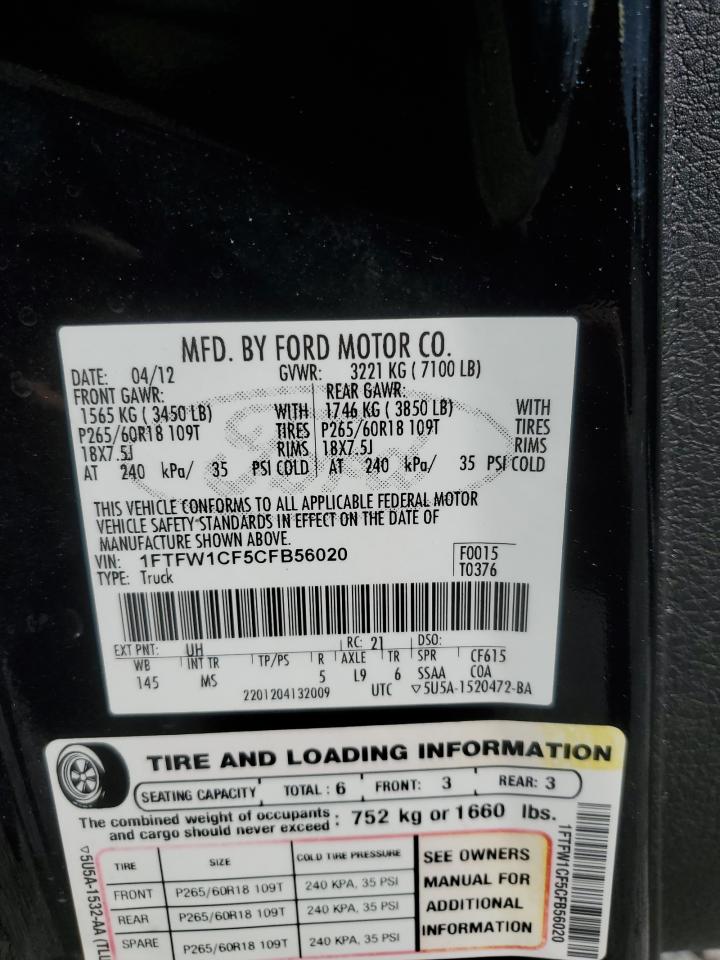 MFD. BY FORD MOTOR CO.
DATE: 04/12 GVWR: 3221 KG ( 7100 LB)
FRONT GAWR: REAR GAWR:
1565 KG ( 3450 LB) WITH 1746 KG ( 3850 LB) WITH
P265/60R18 109T TIRES P265/60R18 109T TIRES
18X7.5J RIMS 18X7.5J RIMS
AT 240 kPa/ 35 PSI COLD AT 240 kPa/ 35 PSI COLD
THIS VEHICLE CONFORMS TO ALL APPLICABLE FEDERAL MOTOR
VEHICLE SAFETY STANDARDS IN EFFECT ON THE DATE OF
MANUFACTURE SHOWN ABOVE.
VIN: 1FTFW1CF5CFB56020 F0015
TYPE: Truck T0376
EXT PNT: UH RC: 21 DSO:
WB INT TR TP/PS R AXLE TR SPR CF615
145 MS 5 L9 6 SSAA COA
2201204132009 UTC ▽5U5A-1520472-BA
TIRE AND LOADING INFORMATION
SEATING CAPACITY TOTAL : 6 FRONT: 3 REAR: 3
The combined weight of occupants : 752 kg or 1660 lbs.
and cargo should never exceed
TIRE SIZE COLD TIRE PRESSURE
FRONT P265/60R18 109T 240 KPA, 35 PSI
REAR P265/60R18 109T 240 KPA, 35 PSI
SPARE P265/60R18 109T 240 KPA, 35 PSI
SEE OWNERS
MANUAL FOR
ADDITIONAL
INFORMATION
▽5U5A-1532-AA (TLU
1FTFW1CF5CFB56020